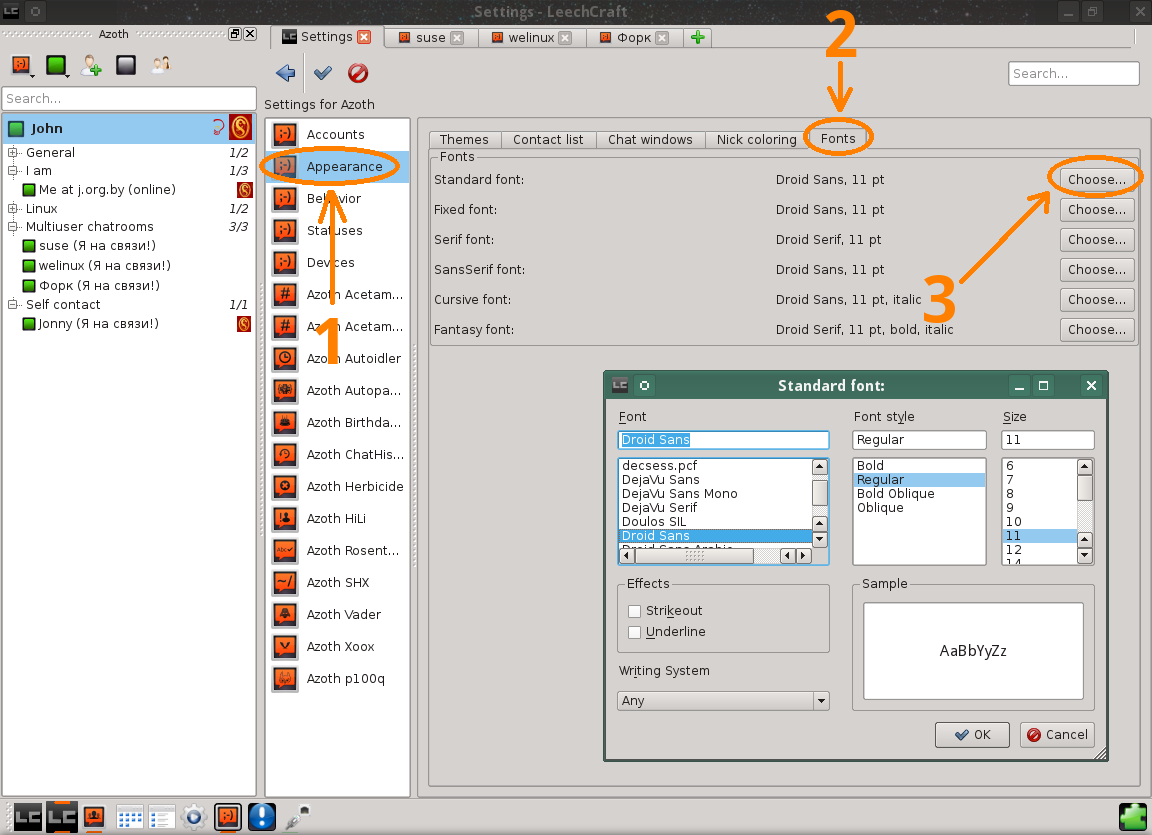 Settings - LeechCraft
Azoth
Settings
suse
welinux
Форк
2
Search...
Search...
Settings for Azoth
John
General 1/2
I am 1/3
Me at j.org.by (online)
Linux 1/2
Multiuser chatrooms 3/3
suse (Я на связи!)
welinux (Я на связи!)
Форк (Я на связи!)
Self contact 1/1
Jonny (Я на связи!)
Accounts
Appearance
Behavior
Statuses
Devices
Azoth Acetam...
Azoth Acetam...
1
Azoth Autoidler
Azoth Autopa...
Azoth Birthda...
Azoth ChatHis...
Azoth Herbicide
Azoth HiLi
Azoth Rosent...
Azoth SHX
Azoth Vader
Azoth Xoox
Azoth p100q
Themes Contact list Chat windows Nick coloring Fonts
Fonts
Standard font: Droid Sans, 11 pt Choose...
Fixed font: Droid Sans, 11 pt Choose...
Serif font: Droid Serif, 11 pt Choose...
SansSerif font: Droid Sans, 11 pt Choose...
Cursive font: Droid Sans, 11 pt, italic Choose...
3
Fantasy font: Droid Serif, 11 pt, bold, italic Choose...
LC
Standard font:
Font Font style Size
Droid Sans Regular 11
decsess.pcf
DejaVu Sans
DejaVu Sans Mono
DejaVu Serif
Doulos SIL
Droid Sans
Droid Sans Arabic
Bold
Regular
Bold Oblique
Oblique
6
7
8
9
10
11
12
14
Effects
Strikeout
Underline
Sample
AaBbYyZz
Writing System
Any
OK Cancel
LC LC